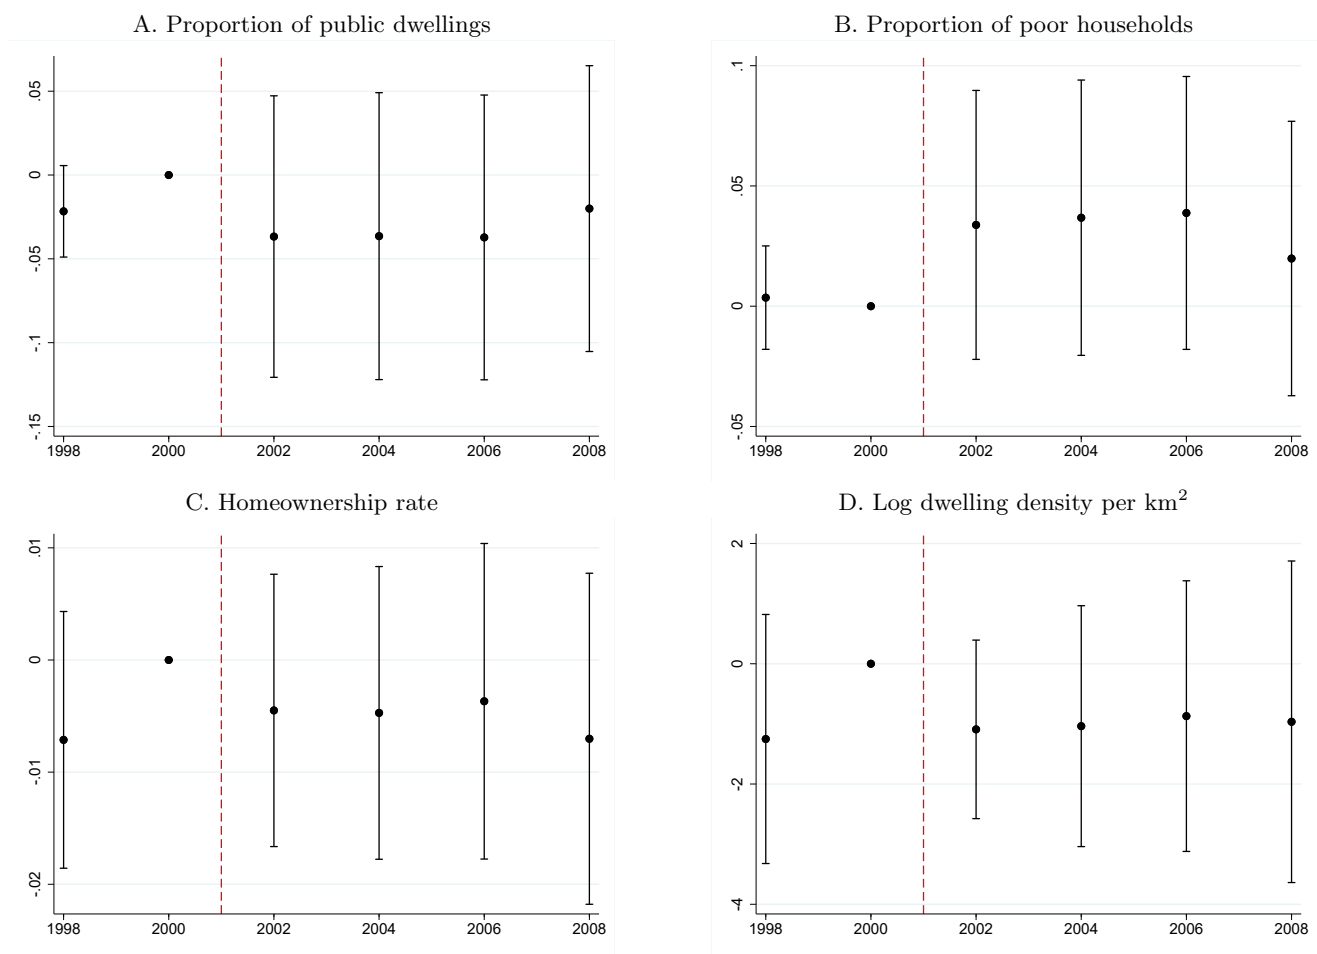 A. Proportion of public dwellings
.05
0
-.05
-.1
-.15
1998 2000 2002 2004 2006 2008
B. Proportion of poor households
.1
.05
0
-.05
1998 2000 2002 2004 2006 2008
C. Homeownership rate
.01
0
-.01
-.02
1998 2000 2002 2004 2006 2008
D. Log dwelling density per km²
2
0
-2
-4
1998 2000 2002 2004 2006 2008